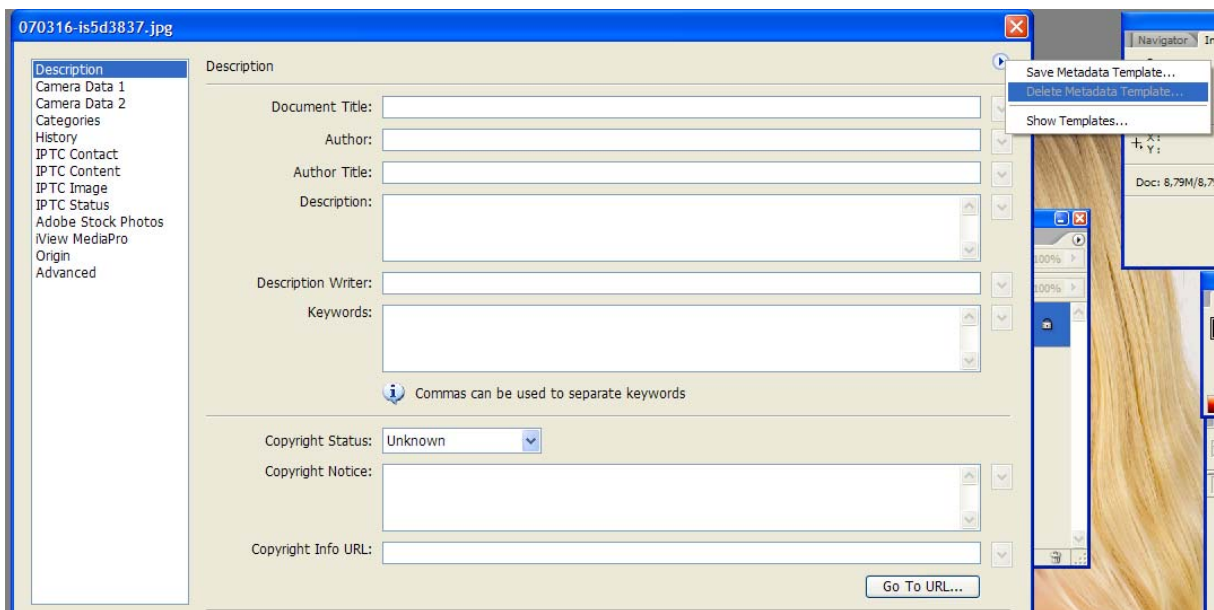 070316-is5d3837.jpg
Description
Camera Data 1
Camera Data 2
Categories
History
IPTC Contact
IPTC Content
IPTC Image
IPTC Status
Adobe Stock Photos
iView MediaPro
Origin
Advanced
Description
Document Title:
Author:
Author Title:
Description:
Description Writer:
Keywords:
Commas can be used to separate keywords
Copyright Status: Unknown
Copyright Notice:
Copyright Info URL:
Go To URL...
Save Metadata Template...
Delete Metadata Template...
Show Templates...
Navigator
X:
Y:
Doc: 8,79M/8,7
100%
100%